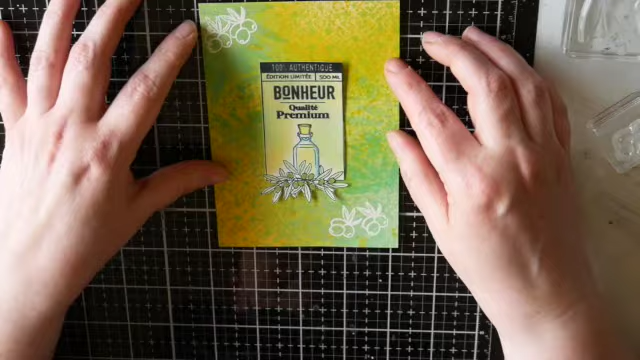 100% AUTHENTIQUE
ÉDITION LIMITÉE 500 ML
BONHEUR
Qualité
Premium